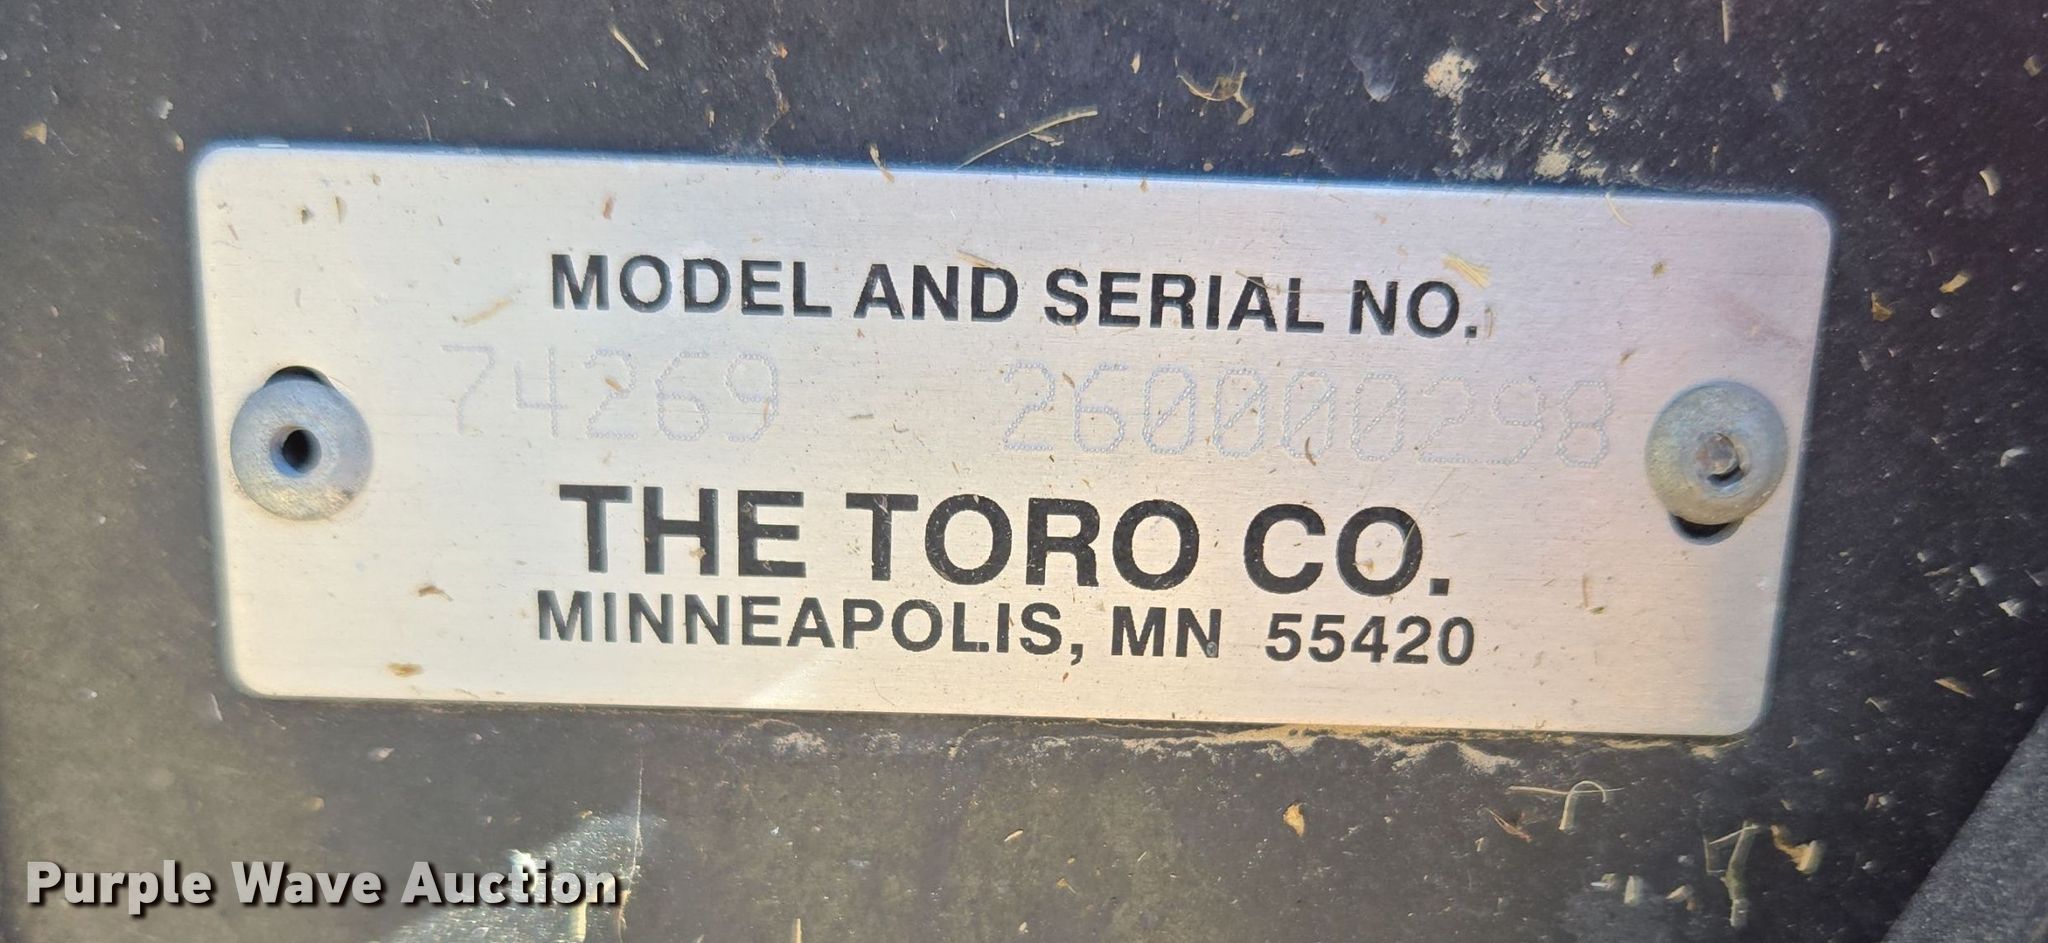 MODEL AND SERIAL NO.
74269 260000298
THE TORO CO.
MINNEAPOLIS, MN 55420
Purple Wave Auction